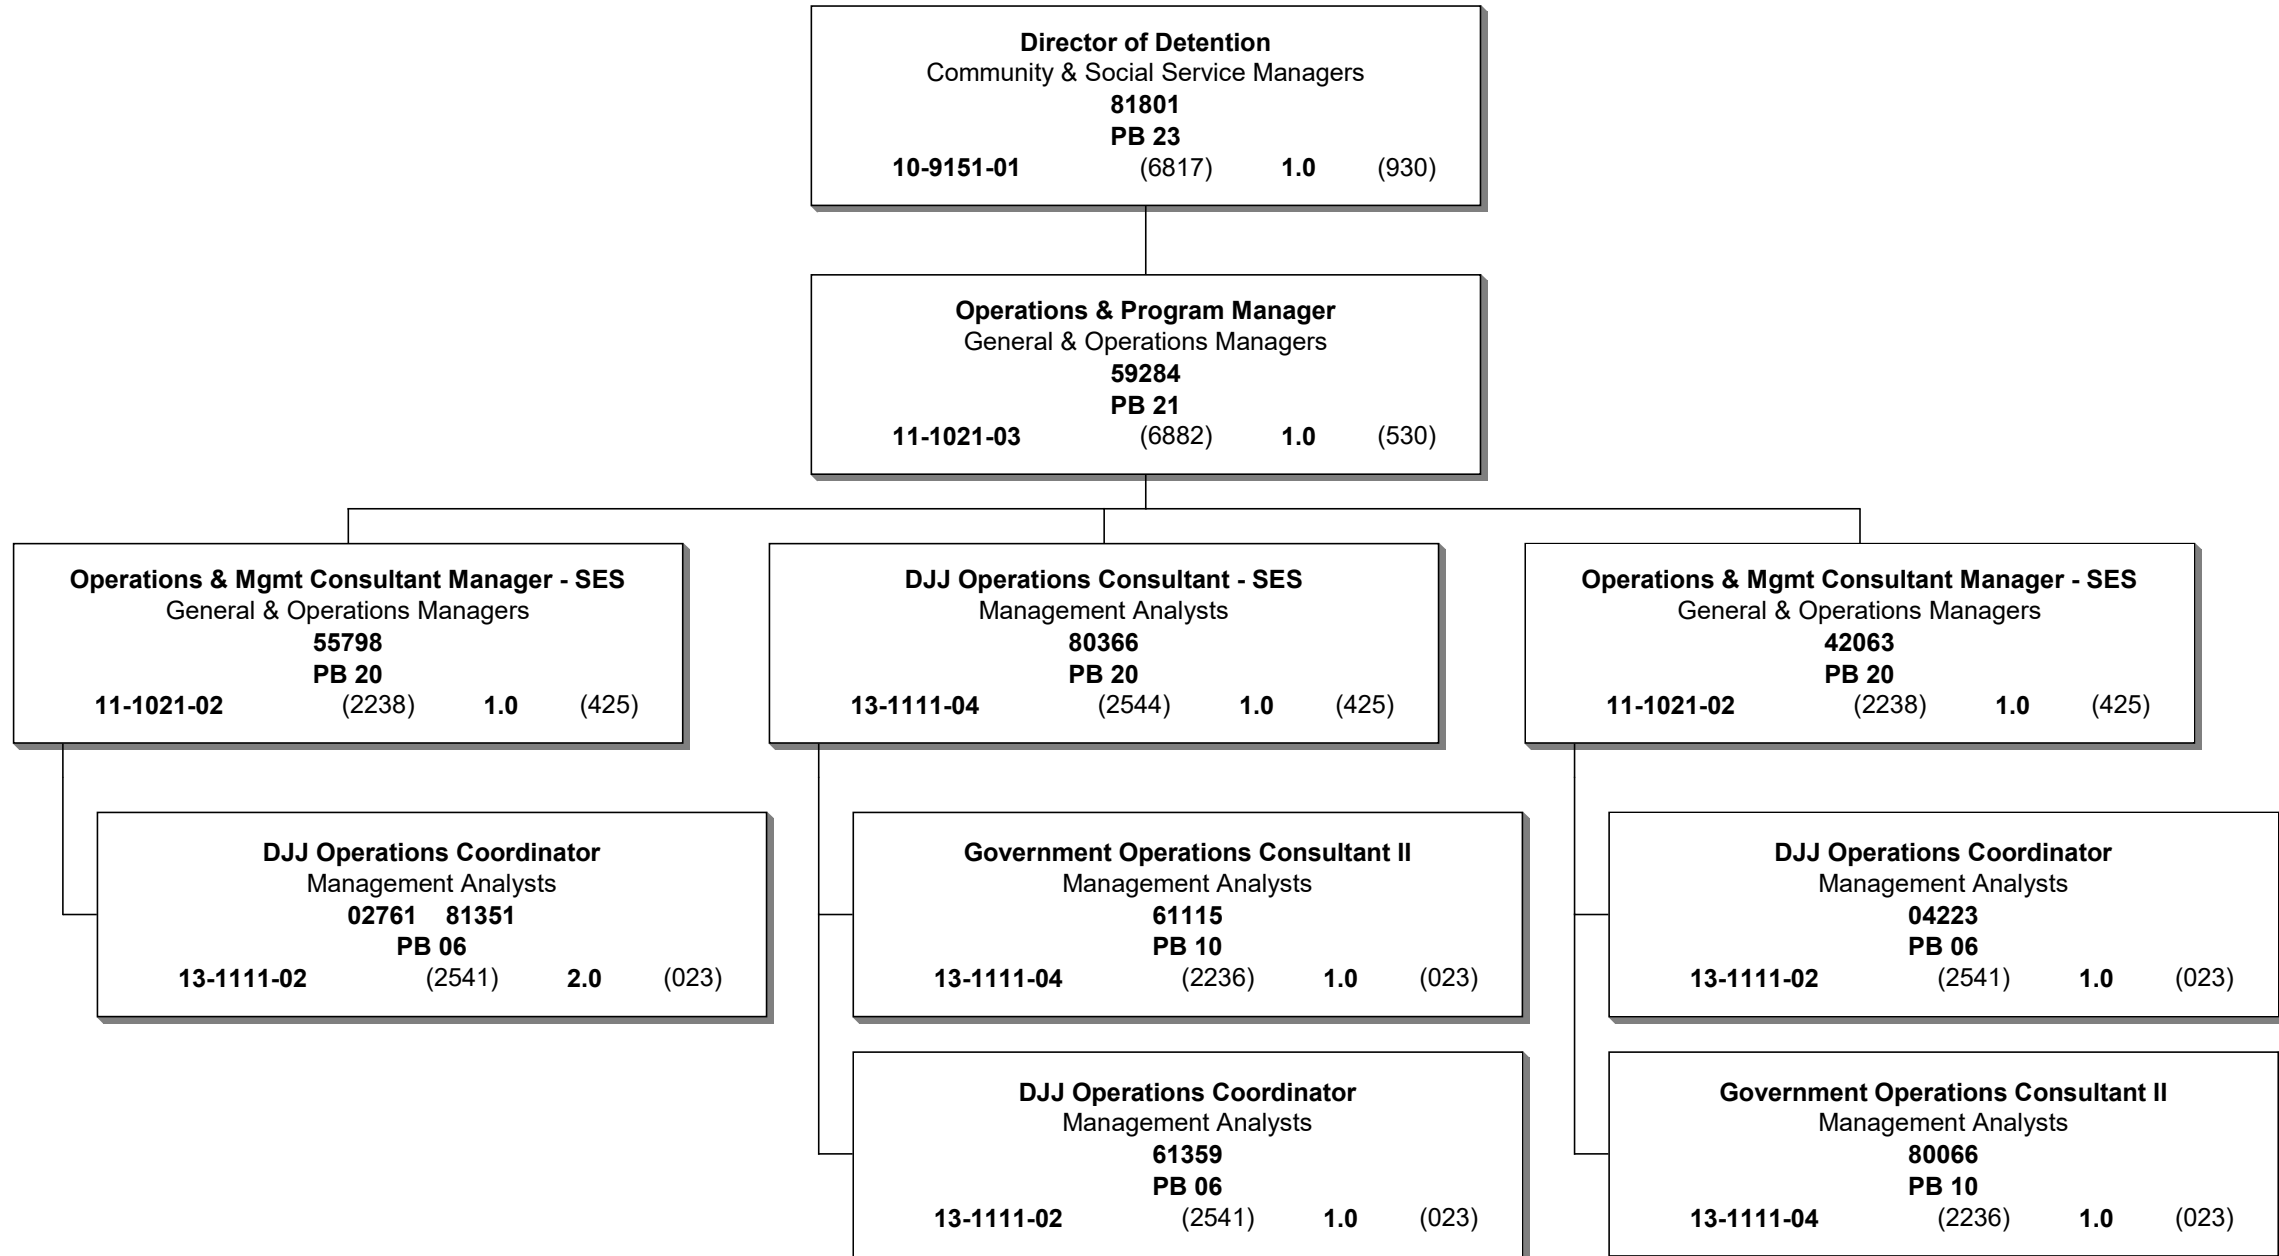 Director of Detention
Community & Social Service Managers
81801
PB 23
10-9151-01 (6817) 1.0 (930)
Operations & Program Manager
General & Operations Managers
59284
PB 21
11-1021-03 (6882) 1.0 (530)
Operations & Mgmt Consultant Manager - SES
General & Operations Managers
55798
PB 20
11-1021-02 (2238) 1.0 (425)
DJJ Operations Consultant - SES
Management Analysts
80366
PB 20
13-1111-04 (2544) 1.0 (425)
Operations & Mgmt Consultant Manager - SES
General & Operations Managers
42063
PB 20
11-1021-02 (2238) 1.0 (425)
DJJ Operations Coordinator
Management Analysts
02761 81351
PB 06
13-1111-02 (2541) 2.0 (023)
Government Operations Consultant II
Management Analysts
61115
PB 10
13-1111-04 (2236) 1.0 (023)
DJJ Operations Coordinator
Management Analysts
04223
PB 06
13-1111-02 (2541) 1.0 (023)
DJJ Operations Coordinator
Management Analysts
61359
PB 06
13-1111-02 (2541) 1.0 (023)
Government Operations Consultant II
Management Analysts
80066
PB 10
13-1111-04 (2236) 1.0 (023)